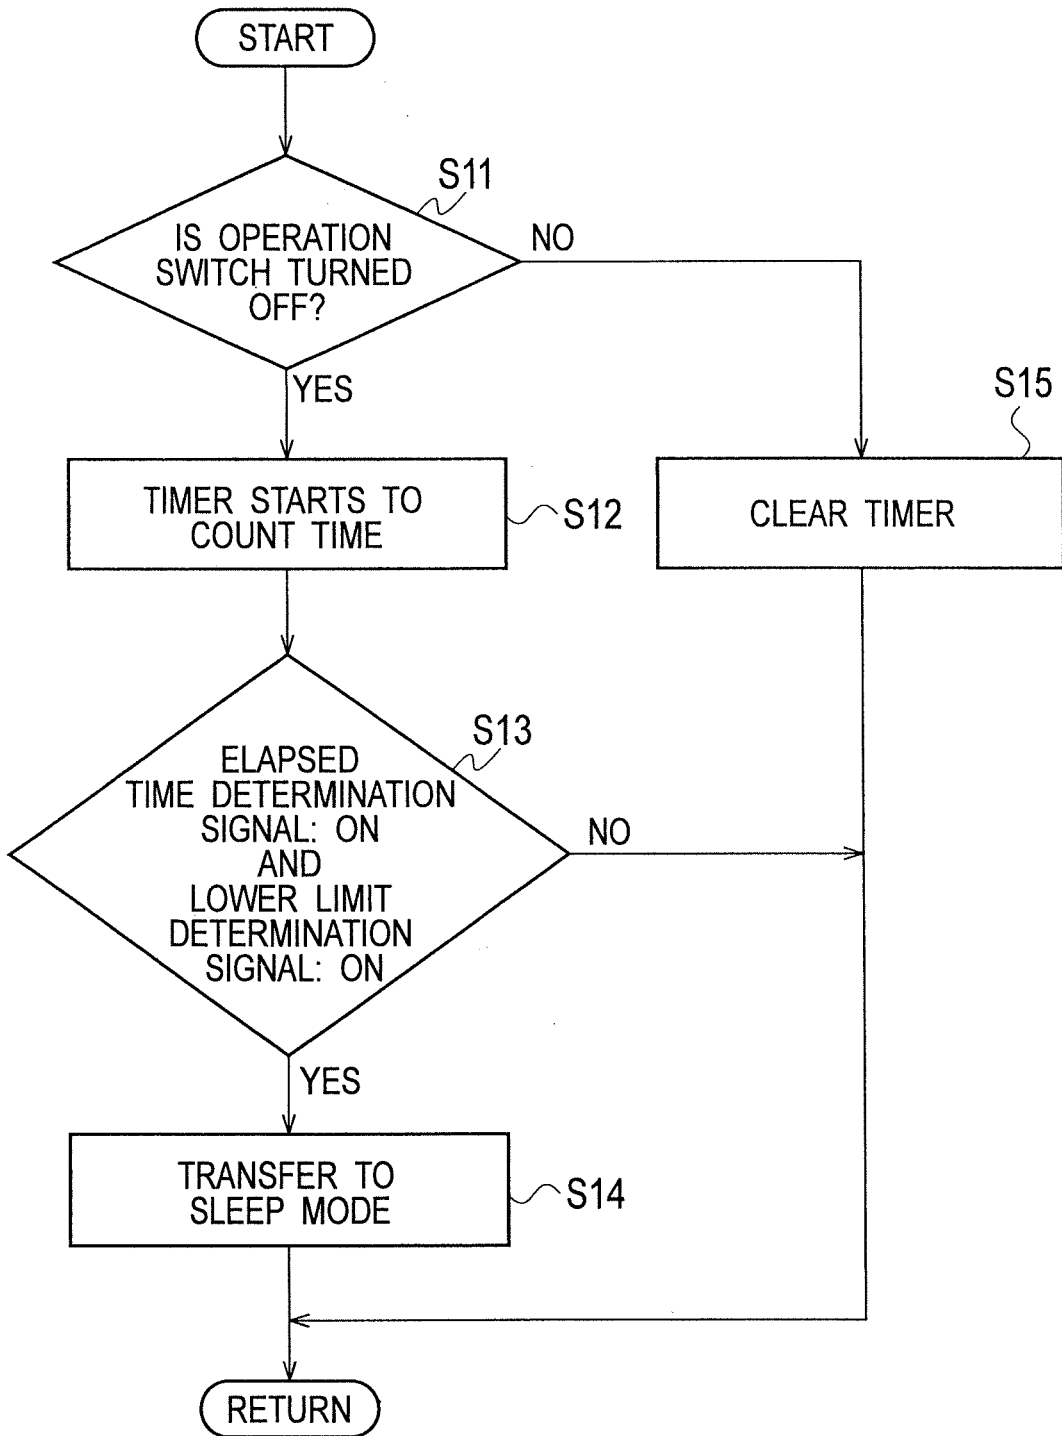 START
S11
IS OPERATION
SWITCH TURNED
OFF?
NO
YES
S15
TIMER STARTS TO
COUNT TIME
S12
CLEAR TIMER
S13
ELAPSED
TIME DETERMINATION
SIGNAL: ON
AND
LOWER LIMIT
DETERMINATION
SIGNAL: ON
NO
YES
TRANSFER TO
SLEEP MODE
S14
RETURN